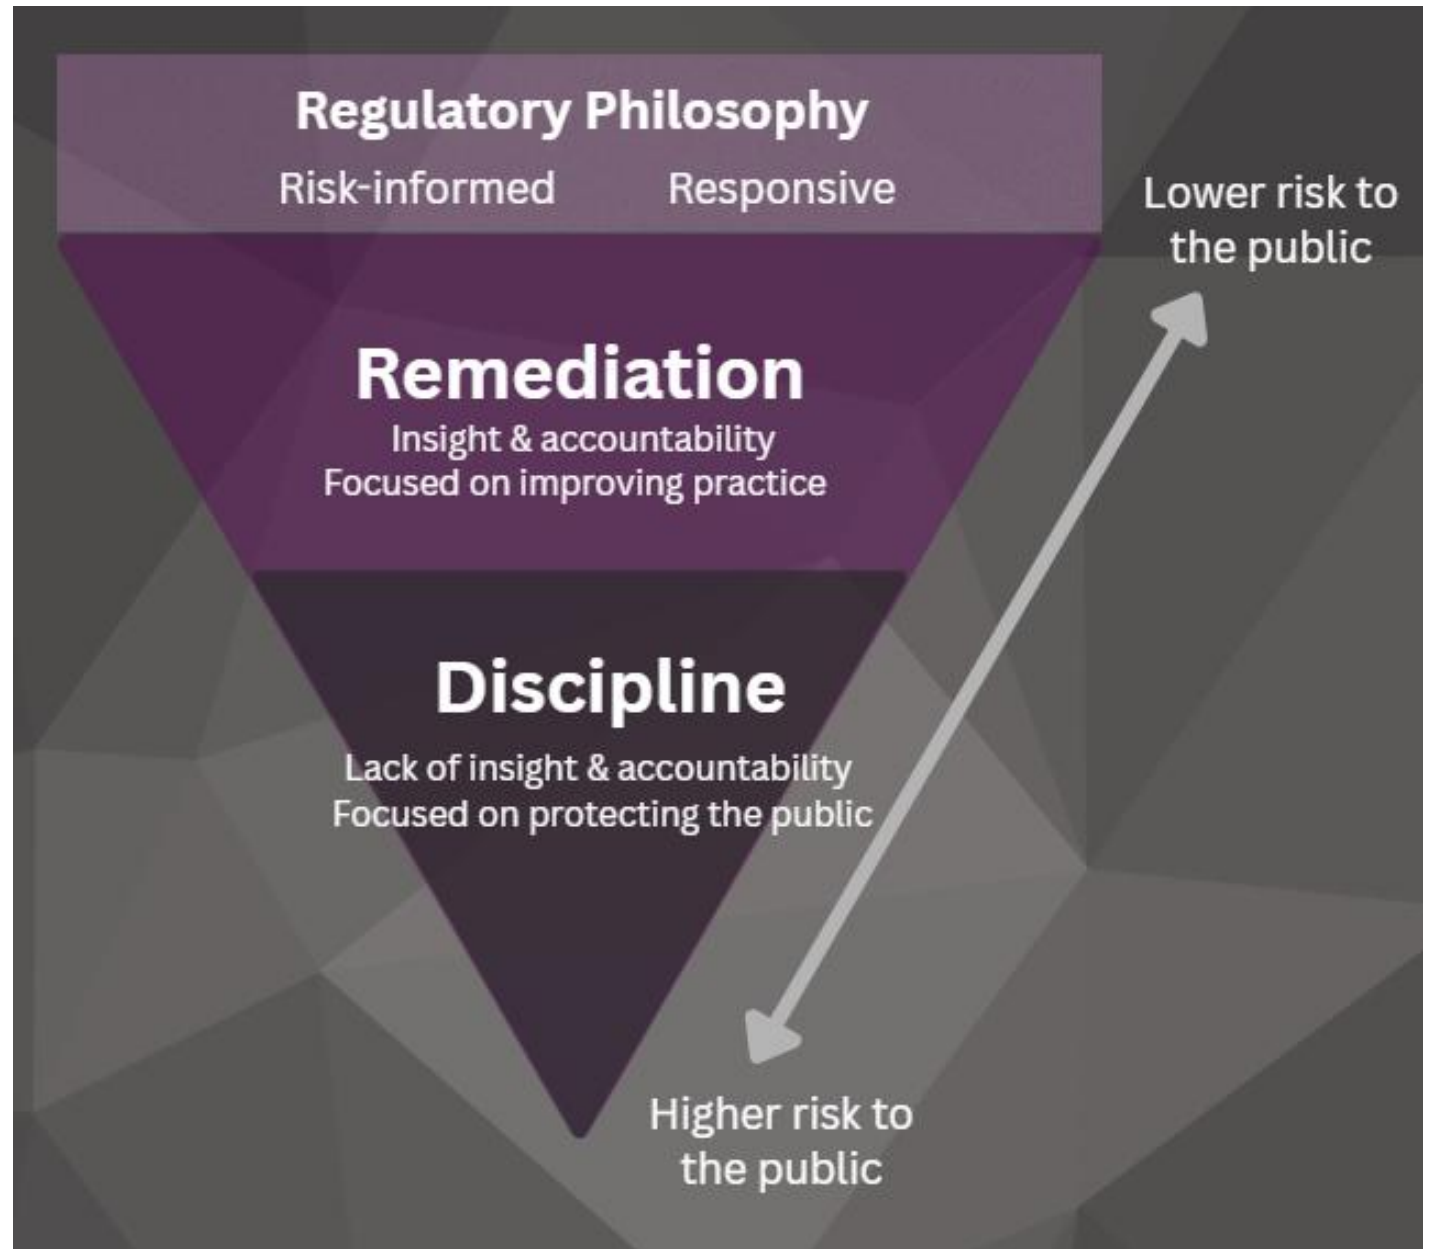 Regulatory Philosophy
Risk-informed Responsive
Lower risk to
the public
Remediation
Insight & accountability
Focused on improving practice
Discipline
Lack of insight & accountability
Focused on protecting the public
Higher risk to
the public